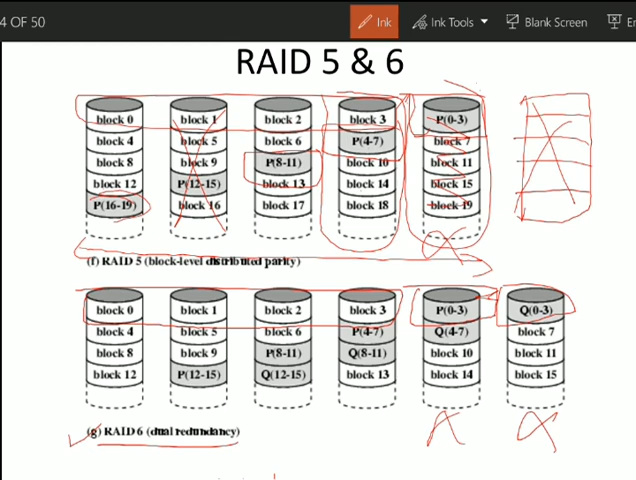 4 OF 50 Ink Ink Tools Blank Screen En
RAID 5 & 6
block 0 block 1 block 2 block 3 P(0-3)
block 4 block 5 block 6 P(4-7) block 7
block 8 block 9 P(8-11) block 10 block 11
block 12 P(12-15) block 13 block 14 block 15
P(16-19) block 16 block 17 block 18 block 19
(f) RAID 5 (block-level distributed parity)
block 0 block 1 block 2 block 3 P(0-3) Q(0-3)
block 4 block 5 block 6 P(4-7) Q(4-7) block 7
block 8 block 9 P(8-11) Q(8-11) block 10 block 11
block 12 P(12-15) Q(12-15) block 13 block 14 block 15
(g) RAID 6 (dual redundancy)